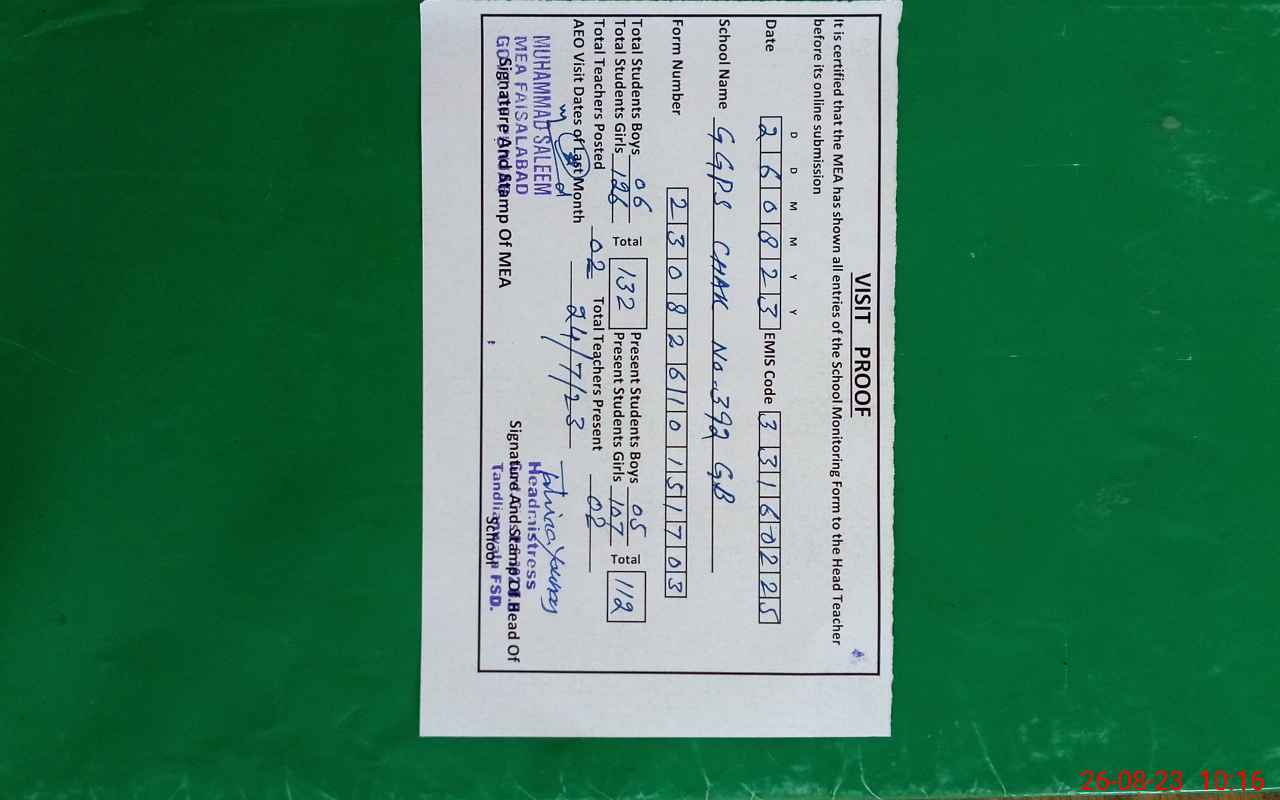 VISIT PROOF
It is certified that the MEA has shown all entries of the School Monitoring Form to the Head Teacher
before its online submission
D D M M Y Y
Date 2 6 0 8 2 3 EMIS Code 3 3 1 6 0 2 2 5
School Name GGPS CHAK No. 392 GB
Form Number 2 3 0 8 2 6 1 0 1 5 1 7 0 3
Total Students Boys 06 Total 132 Present Students Boys 05 Total 112
Total Students Girls 126 Present Students Girls 107
Total Teachers Posted 02 Total Teachers Present 02
AEO Visit Dates of Last Month 24/7/23
MUHAMMAD SALEEM
MEA FAISALABAD
Signature And Stamp Of MEA
Headmistress
Signature And Stamp Of Head Of
School
Tandlianwala FSD.
26-08-23 10:16